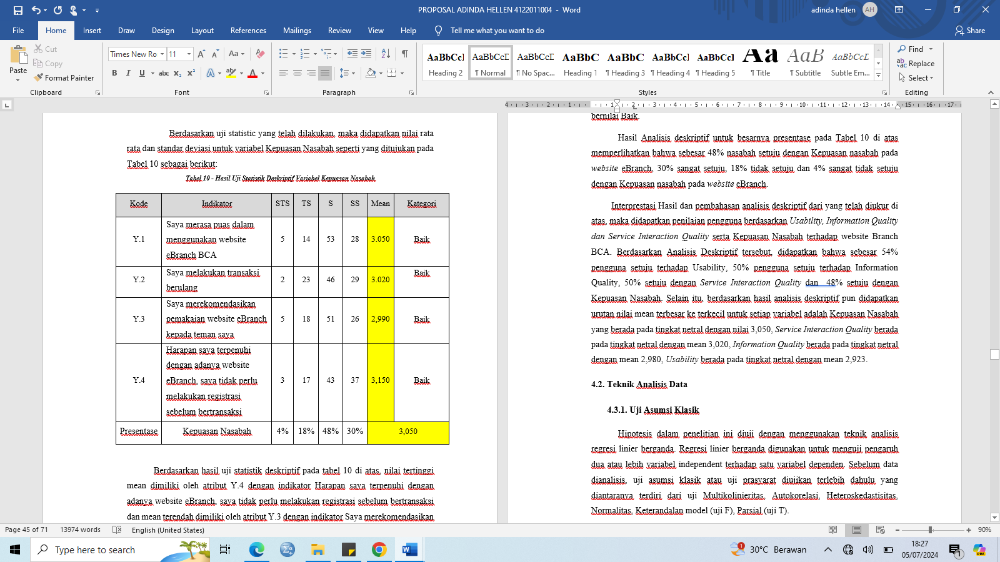 PROPOSAL ADINDA HELLEN 4122011004 - Word
adinda hellen AH
File Home Insert Draw Design Layout References Mailings Review View Help Tell me what you want to do Share
Paste
Cut
Copy
Format Painter
Clipboard
Times New Ro 11
Font
Paragraph
AaBbCcI AaBbCcD AaBbCcD AaBbC AaBbC AaBbCcI AaBbCcI AaB AaB AaBbCcD
Heading 2 ¶ Normal ¶ No Spac... Heading 1 ¶ Heading 3 ¶ Heading 4 ¶ Heading 5 ¶ Title ¶ Subtitle Subtle Em...
Styles
Find
Replace
Select
Editing
4 3 2 1 1 2 3 4 5 6 7 8 9 10 11 12 13 14 15 16 17
Berdasarkan uji statistic yang telah dilakukan, maka didapatkan nilai rata
rata dan standar deviasi untuk variabel Kepuasan Nasabah seperti yang ditujukan pada
Tabel 10 sebagai berikut:
Tabel 10 - Hasil Uji Statistik Deskriptif Variabel Kepuasan Nasabah
Kode Indikator STS TS S SS Mean Kategori
Saya merasa puas dalam
Y.1 menggunakan website 5 14 53 28 3.050 Baik
eBranch BCA
Saya melakukan transaksi Baik
Y.2 berulang 2 23 46 29 3.020
Saya merekomendasikan
Y.3 pemakaian website eBranch 5 18 51 26 2,990 Baik
kepada teman saya
Harapan saya terpenuhi
dengan adanya website
Y.4 eBranch, saya tidak perlu 3 17 43 37 3,150 Baik
melakukan registrasi
sebelum bertransaksi
Presentase Kepuasan Nasabah 4% 18% 48% 30% 3,050
Berdasarkan hasil uji statistik deskriptif pada tabel 10 di atas, nilai tertinggi
mean dimiliki oleh atribut Y.4 dengan indikator Harapan saya terpenuhi dengan
adanya website eBranch, saya tidak perlu melakukan registrasi sebelum bertransaksi
dan mean terendah dimiliki oleh atribut Y.3 dengan indikator Saya merekomendasikan
bernilai Baik.
Hasil Analisis deskriptif untuk besarnya presentase pada Tabel 10 di atas
memperlihatkan bahwa sebesar 48% nasabah setuju dengan Kepuasan nasabah pada
website eBranch, 30% sangat setuju, 18% tidak setuju dan 4% sangat tidak setuju
dengan Kepuasan nasabah pada website eBranch.
Interprestasi Hasil dan pembahasan analisis deskriptif dari yang telah diukur di
atas, maka didapatkan penilaian pengguna berdasarkan Usability, Information Quality
dan Service Interaction Quality serta Kepuasan Nasabah terhadap website Branch
BCA. Berdasarkan Analisis Deskriptif tersebut, didapatkan bahwa sebesar 54%
pengguna setuju terhadap Usability, 50% pengguna setuju terhadap Information
Quality, 50% setuju dengan Service Interaction Quality dan 48% setuju dengan
Kepuasan Nasabah. Selain itu, berdasarkan hasil analisis deskriptif pun didapatkan
urutan nilai mean terbesar ke terkecil untuk setiap variabel adalah Kepuasan Nasabah
yang berada pada tingkat netral dengan nilai 3,050, Service Interaction Quality berada
pada tingkat netral dengan mean 3,020, Information Quality berada pada tingkat netral
dengan mean 2,980, Usability berada pada tingkat netral dengan mean 2,923.
4.2. Teknik Analisis Data
4.3.1. Uji Asumsi Klasik
Hipotesis dalam penelitian ini diuji dengan menggunakan teknik analisis
regresi linier berganda. Regresi linier berganda digunakan untuk menguji pengaruh
dua atau lebih variabel independent terhadap satu variabel dependen. Sebelum data
dianalisis, uji asumsi klasik atau uji prasyarat diujikan terlebih dahulu yang
diantaranya terdiri dari uji Multikolinieritas, Autokorelasi, Heteroskedastisitas,
Normalitas, Keterandalan model (uji F), Parsial (uji T).
Page 45 of 71 13974 words English (United States) 90%
Type here to search
30°C Berawan
18:27
05/07/2024